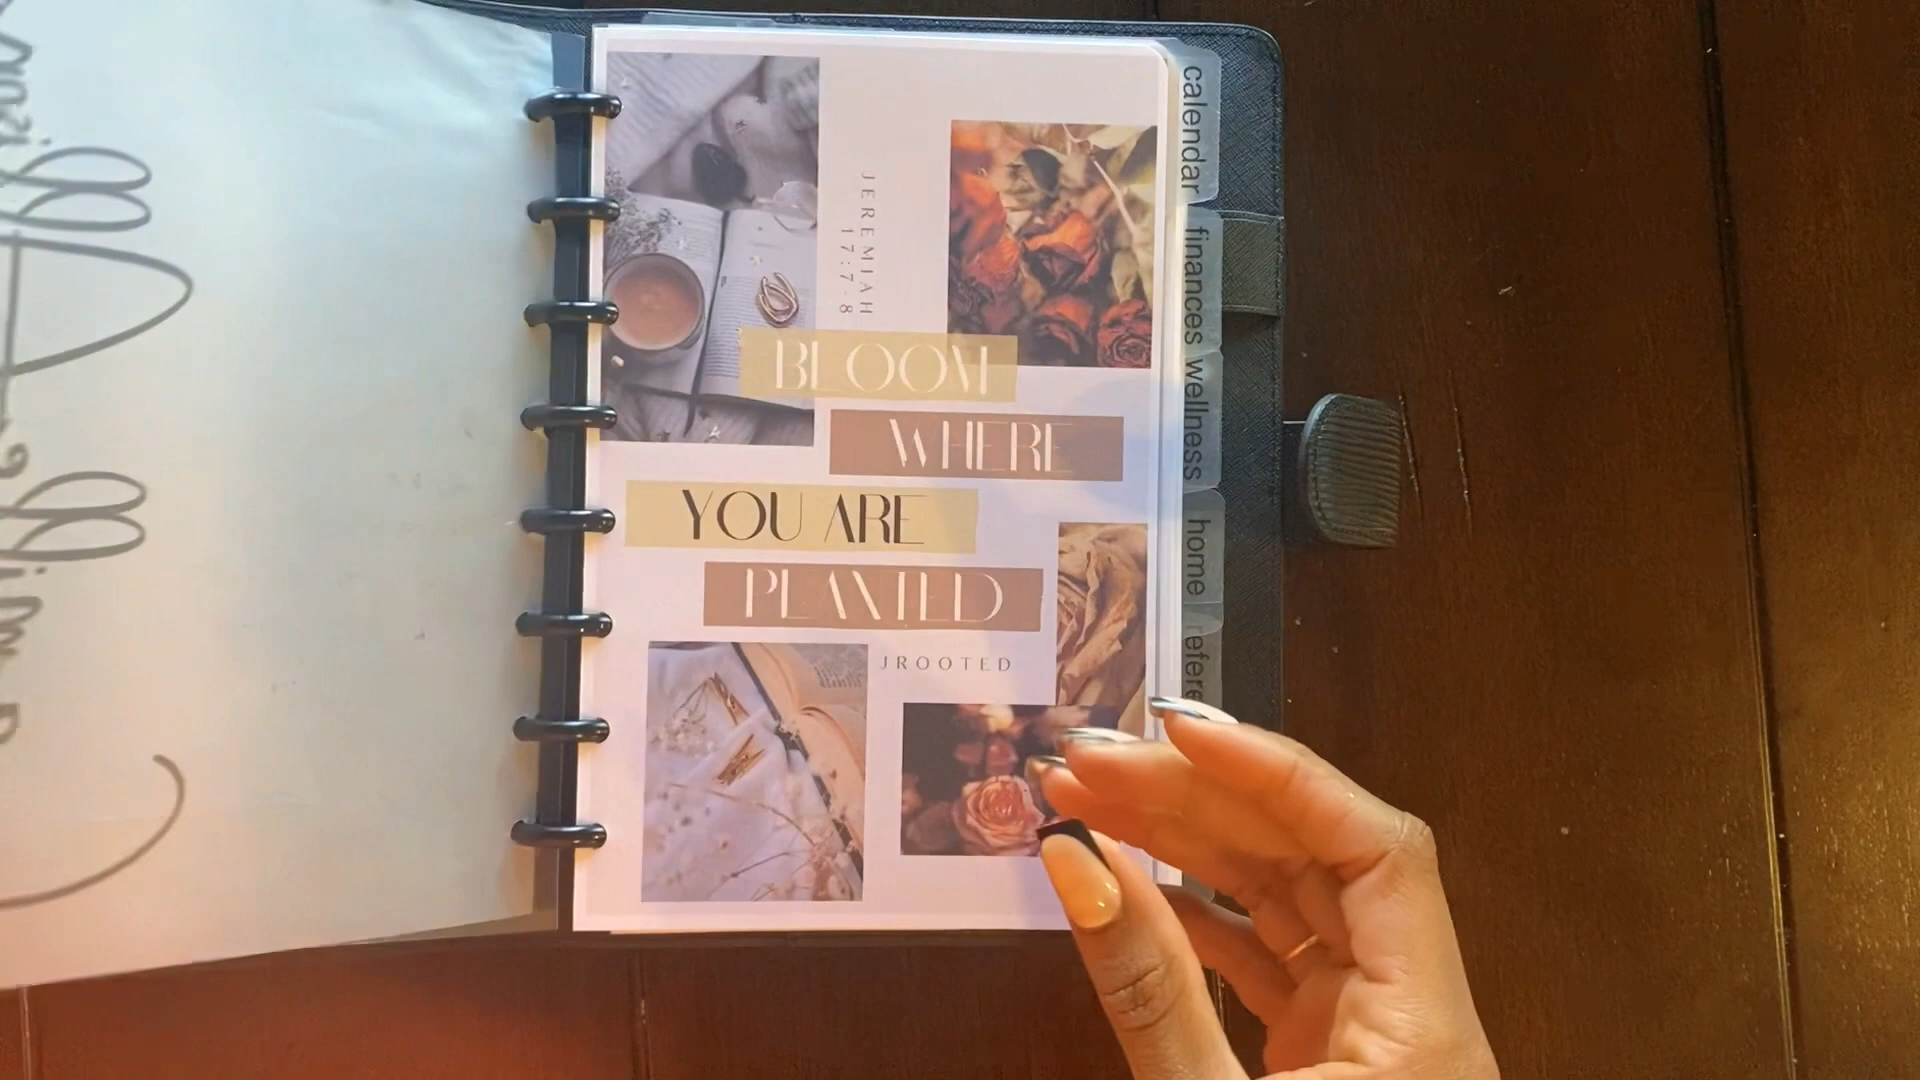 JEREMIAH
17:7-8
BLOOM
WHERE
YOU ARE
PLANTED
JROOTED
calendar
finances
wellness
home